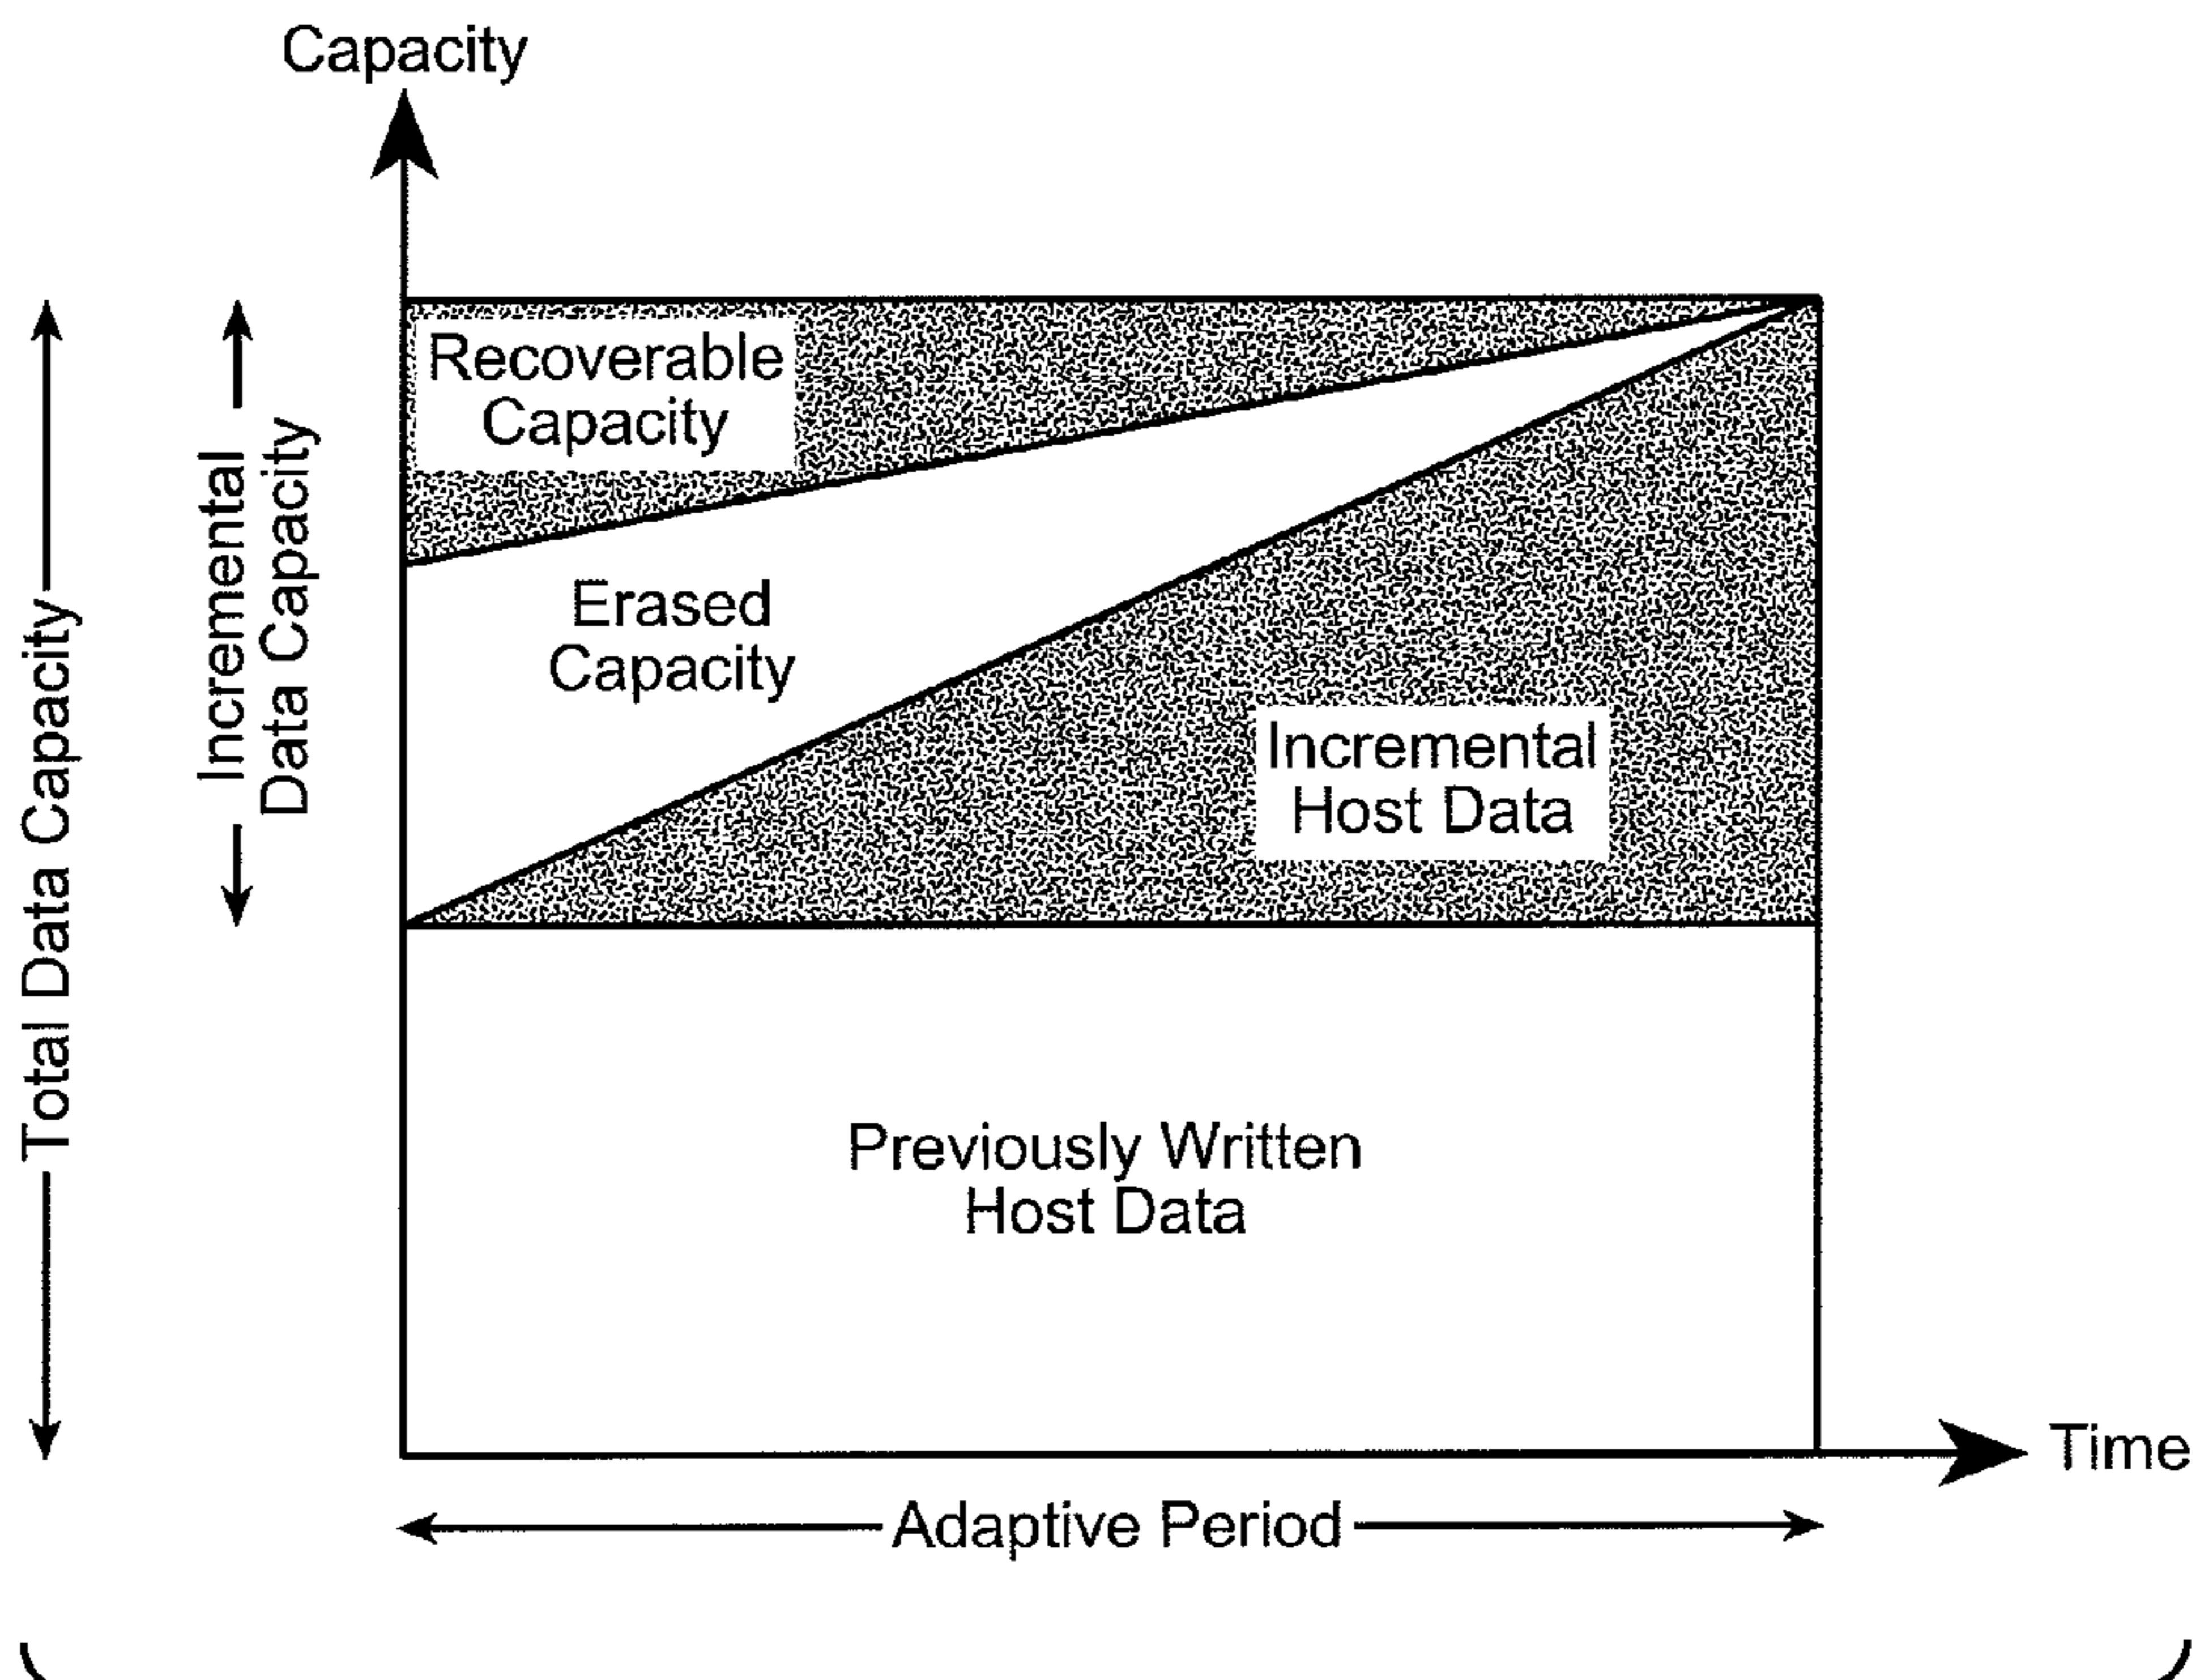 Capacity
Total Data Capacity
Incremental
Data Capacity
Recoverable
Capacity
Erased
Capacity
Incremental
Host Data
Previously Written
Host Data
Time
Adaptive Period